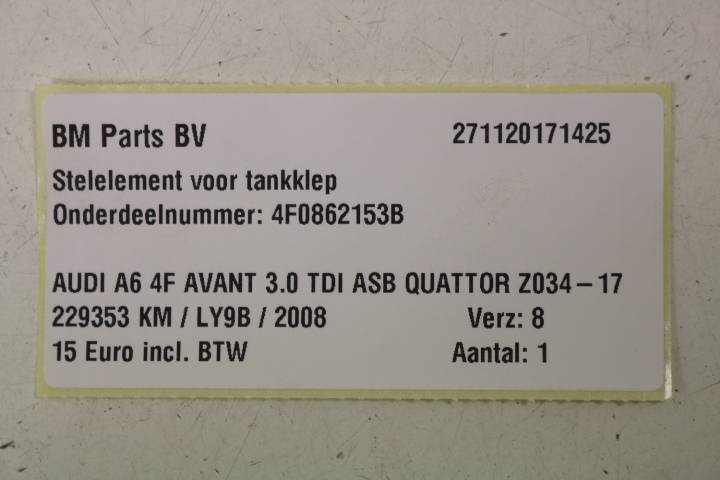 BM Parts BV 271120171425
Stelelement voor tankklep
Onderdeelnummer: 4F0862153B
AUDI A6 4F AVANT 3.0 TDI ASB QUATTOR Z034-17
229353 KM / LY9B / 2008 Verz: 8
15 Euro incl. BTW Aantal: 1